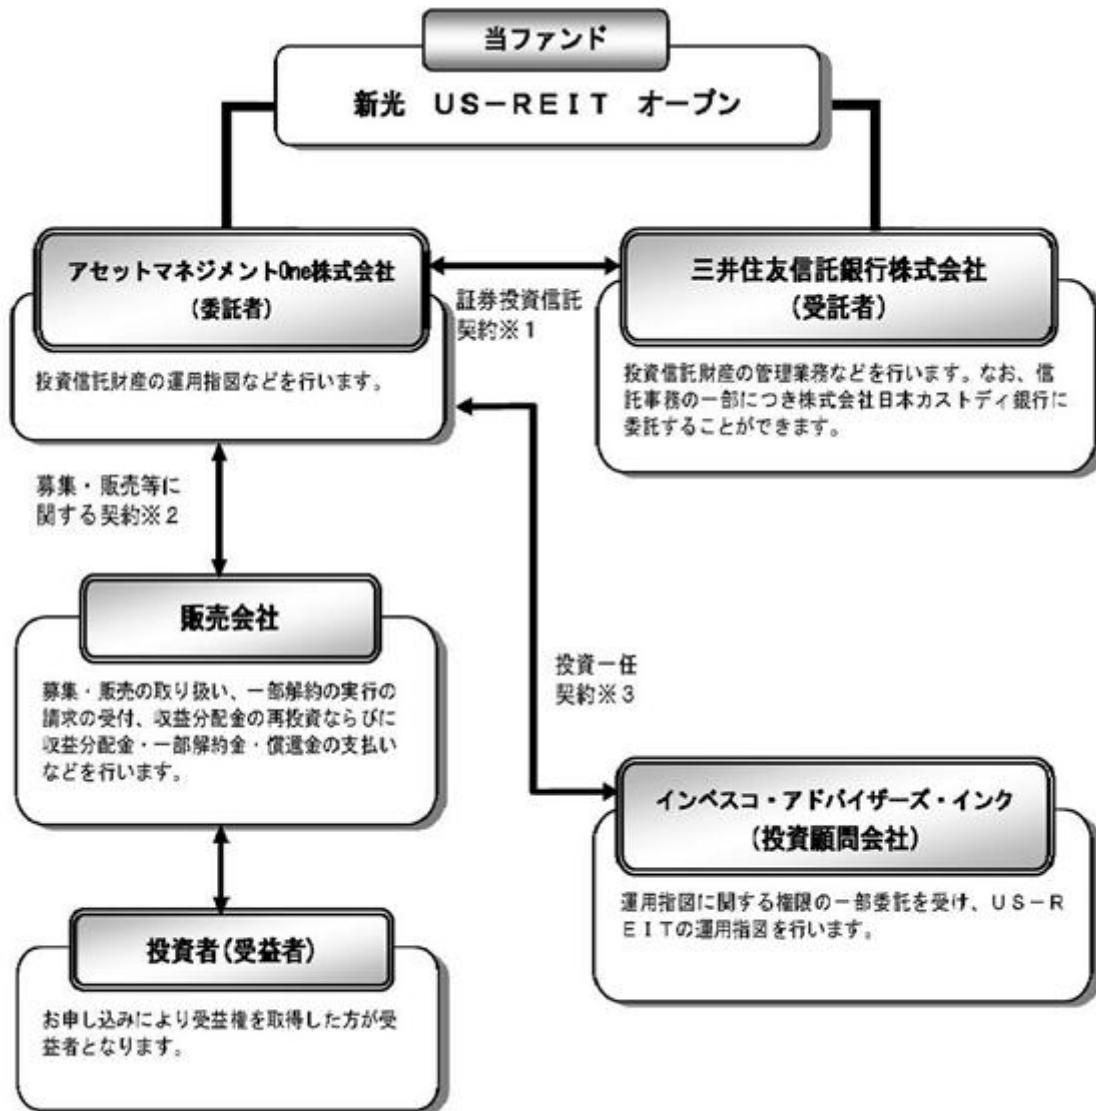 当ファンド
新光　US－REIT　オープン
アセットマネジメントOne株式会社
(委託者)
投資信託財産の運用指図などを行います。
証券投資信託
契約※1
三井住友信託銀行株式会社
(受託者)
投資信託財産の管理業務などを行います。なお、信
託事務の一部につき株式会社日本カストディ銀行に
委託することができます。
募集・販売等に
関する契約※2
販売会社
募集・販売の取り扱い、一部解約の実行の
請求の受付、収益分配金の再投資ならびに
収益分配金・一部解約金・償還金の支払い
などを行います。
投資一任
契約※3
インベスコ・アドバイザーズ・インク
(投資顧問会社)
運用指図に関する権限の一部委託を受け、US－R
EITの運用指図を行います。
投資者(受益者)
お申し込みにより受益権を取得した方が受
益者となります。